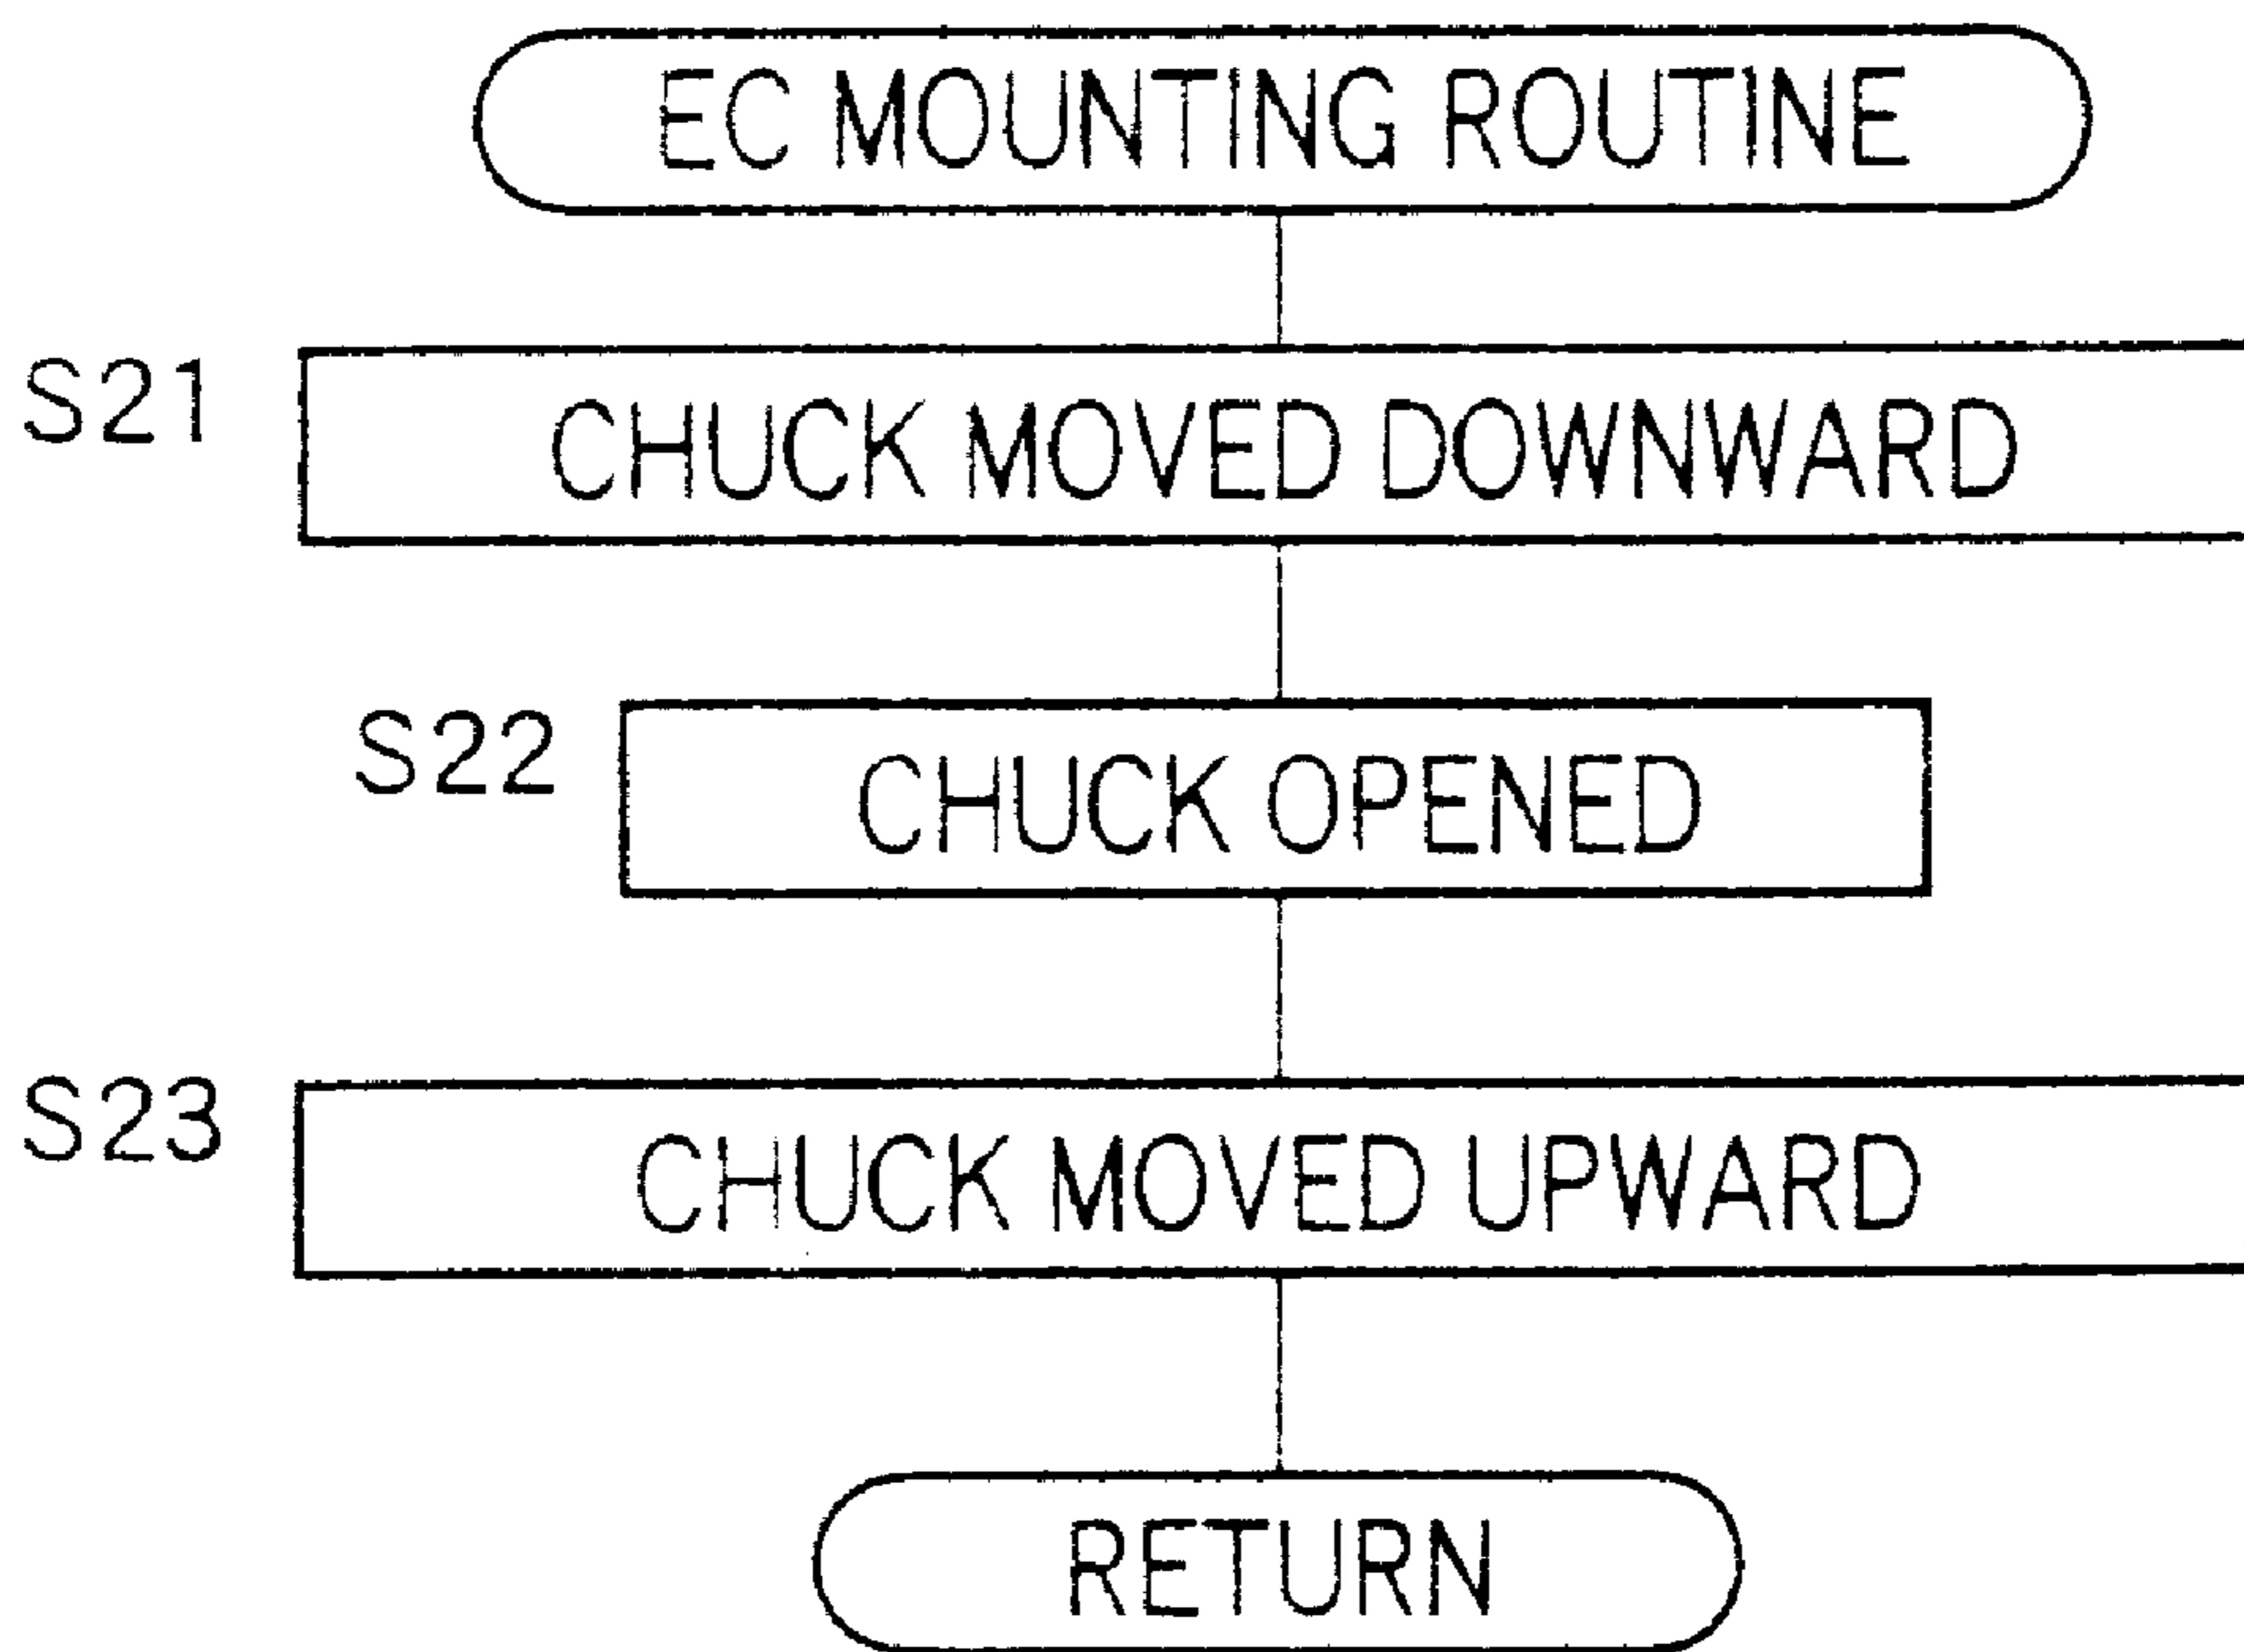 EC MOUNTING ROUTINE
S21 CHUCK MOVED DOWNWARD
S22 CHUCK OPENED
S23 CHUCK MOVED UPWARD
RETURN